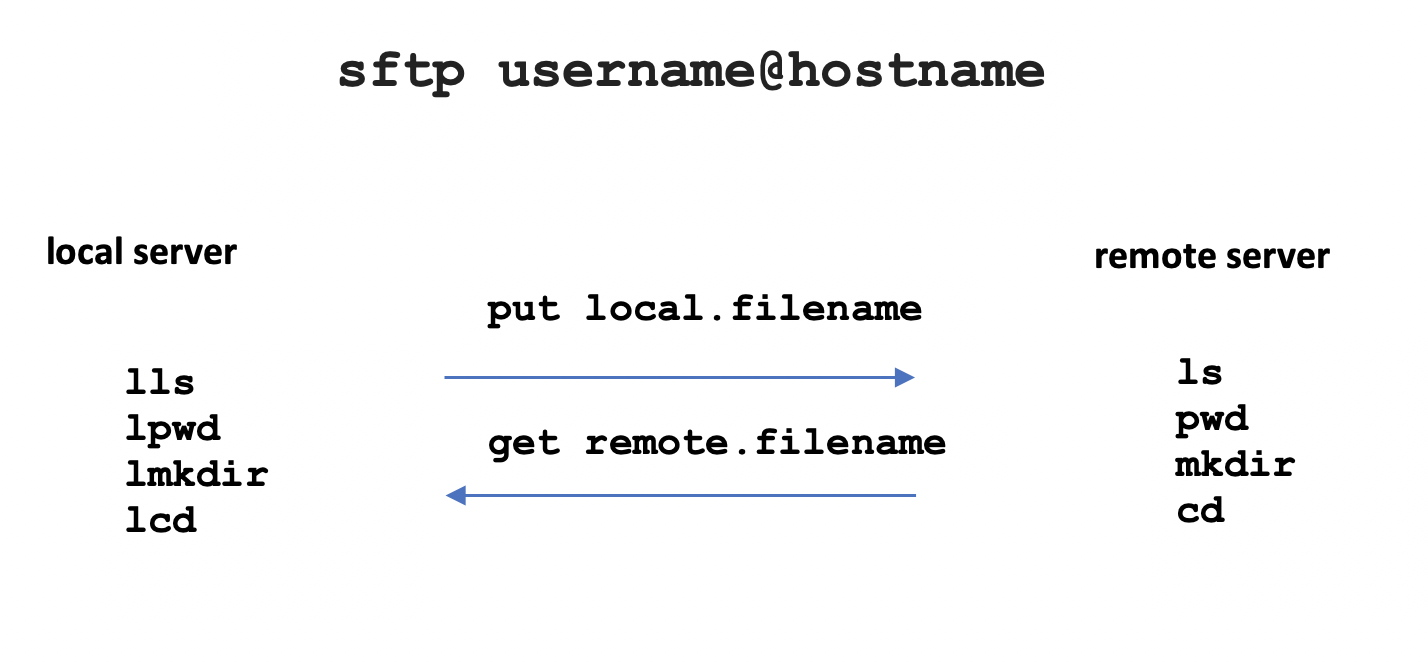 sftp username@hostname
local server
remote server
put local.filename
get remote.filename
lls
lpwd
lmkdir
lcd
ls
pwd
mkdir
cd